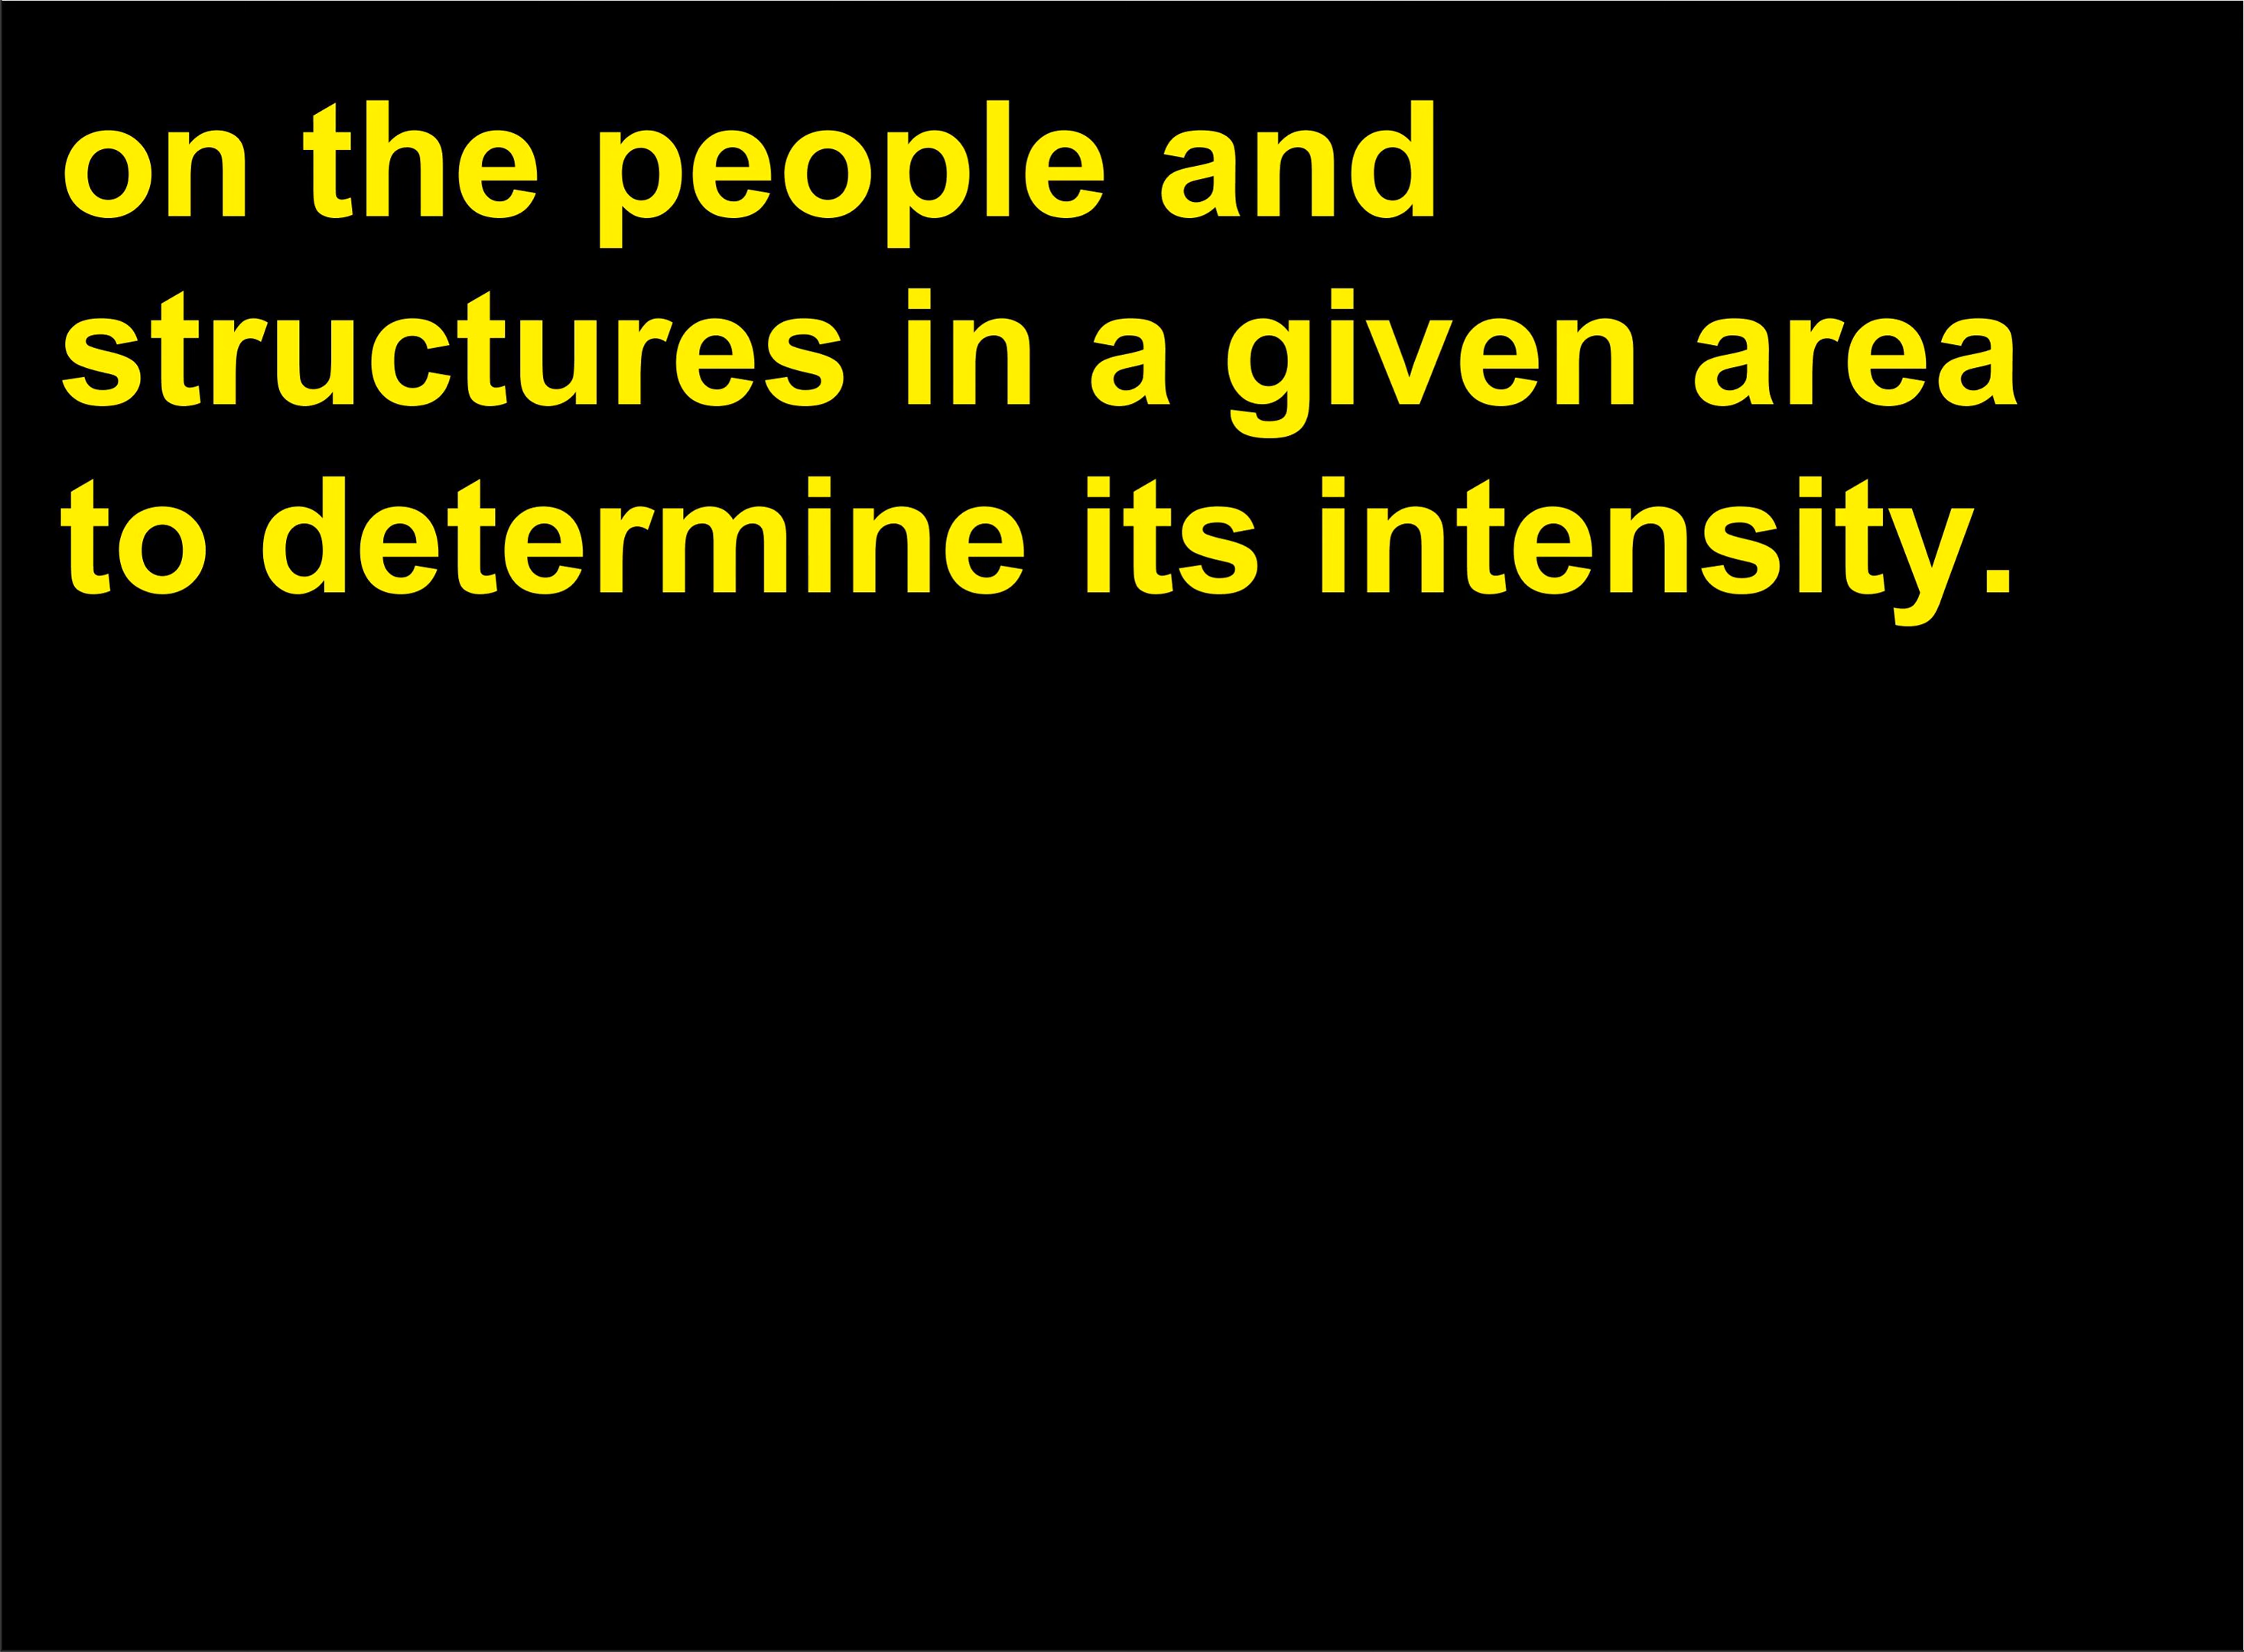 on the people and
structures in a given area
to determine its intensity.